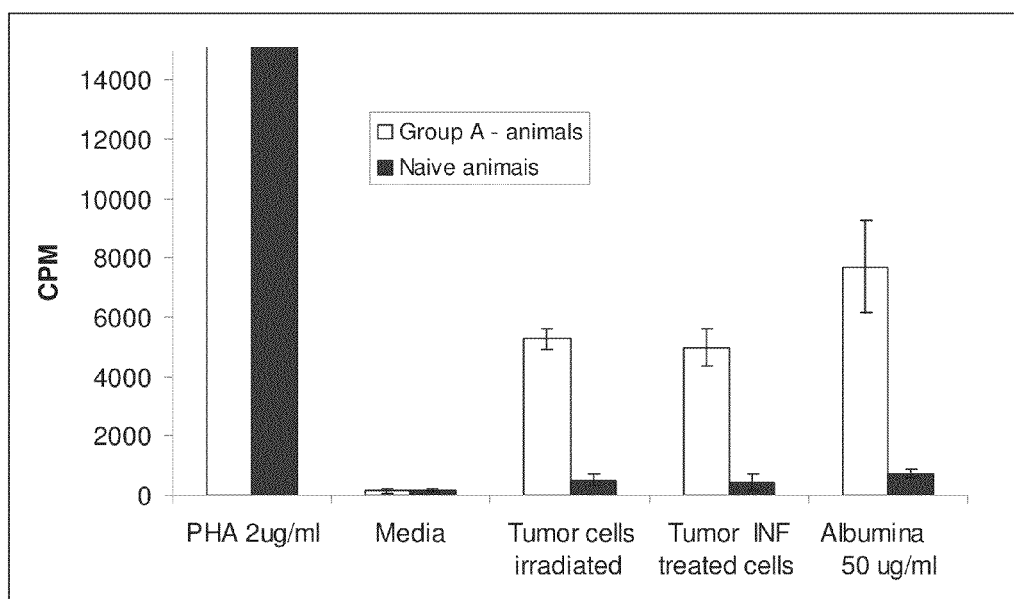 14000
12000
10000
8000
6000
4000
2000
0
CPM
Group A - animals
Naive animais
PHA 2ug/ml
Media
Tumor cells
irradiated
Tumor INF
treated cells
Albumina
50 ug/ml